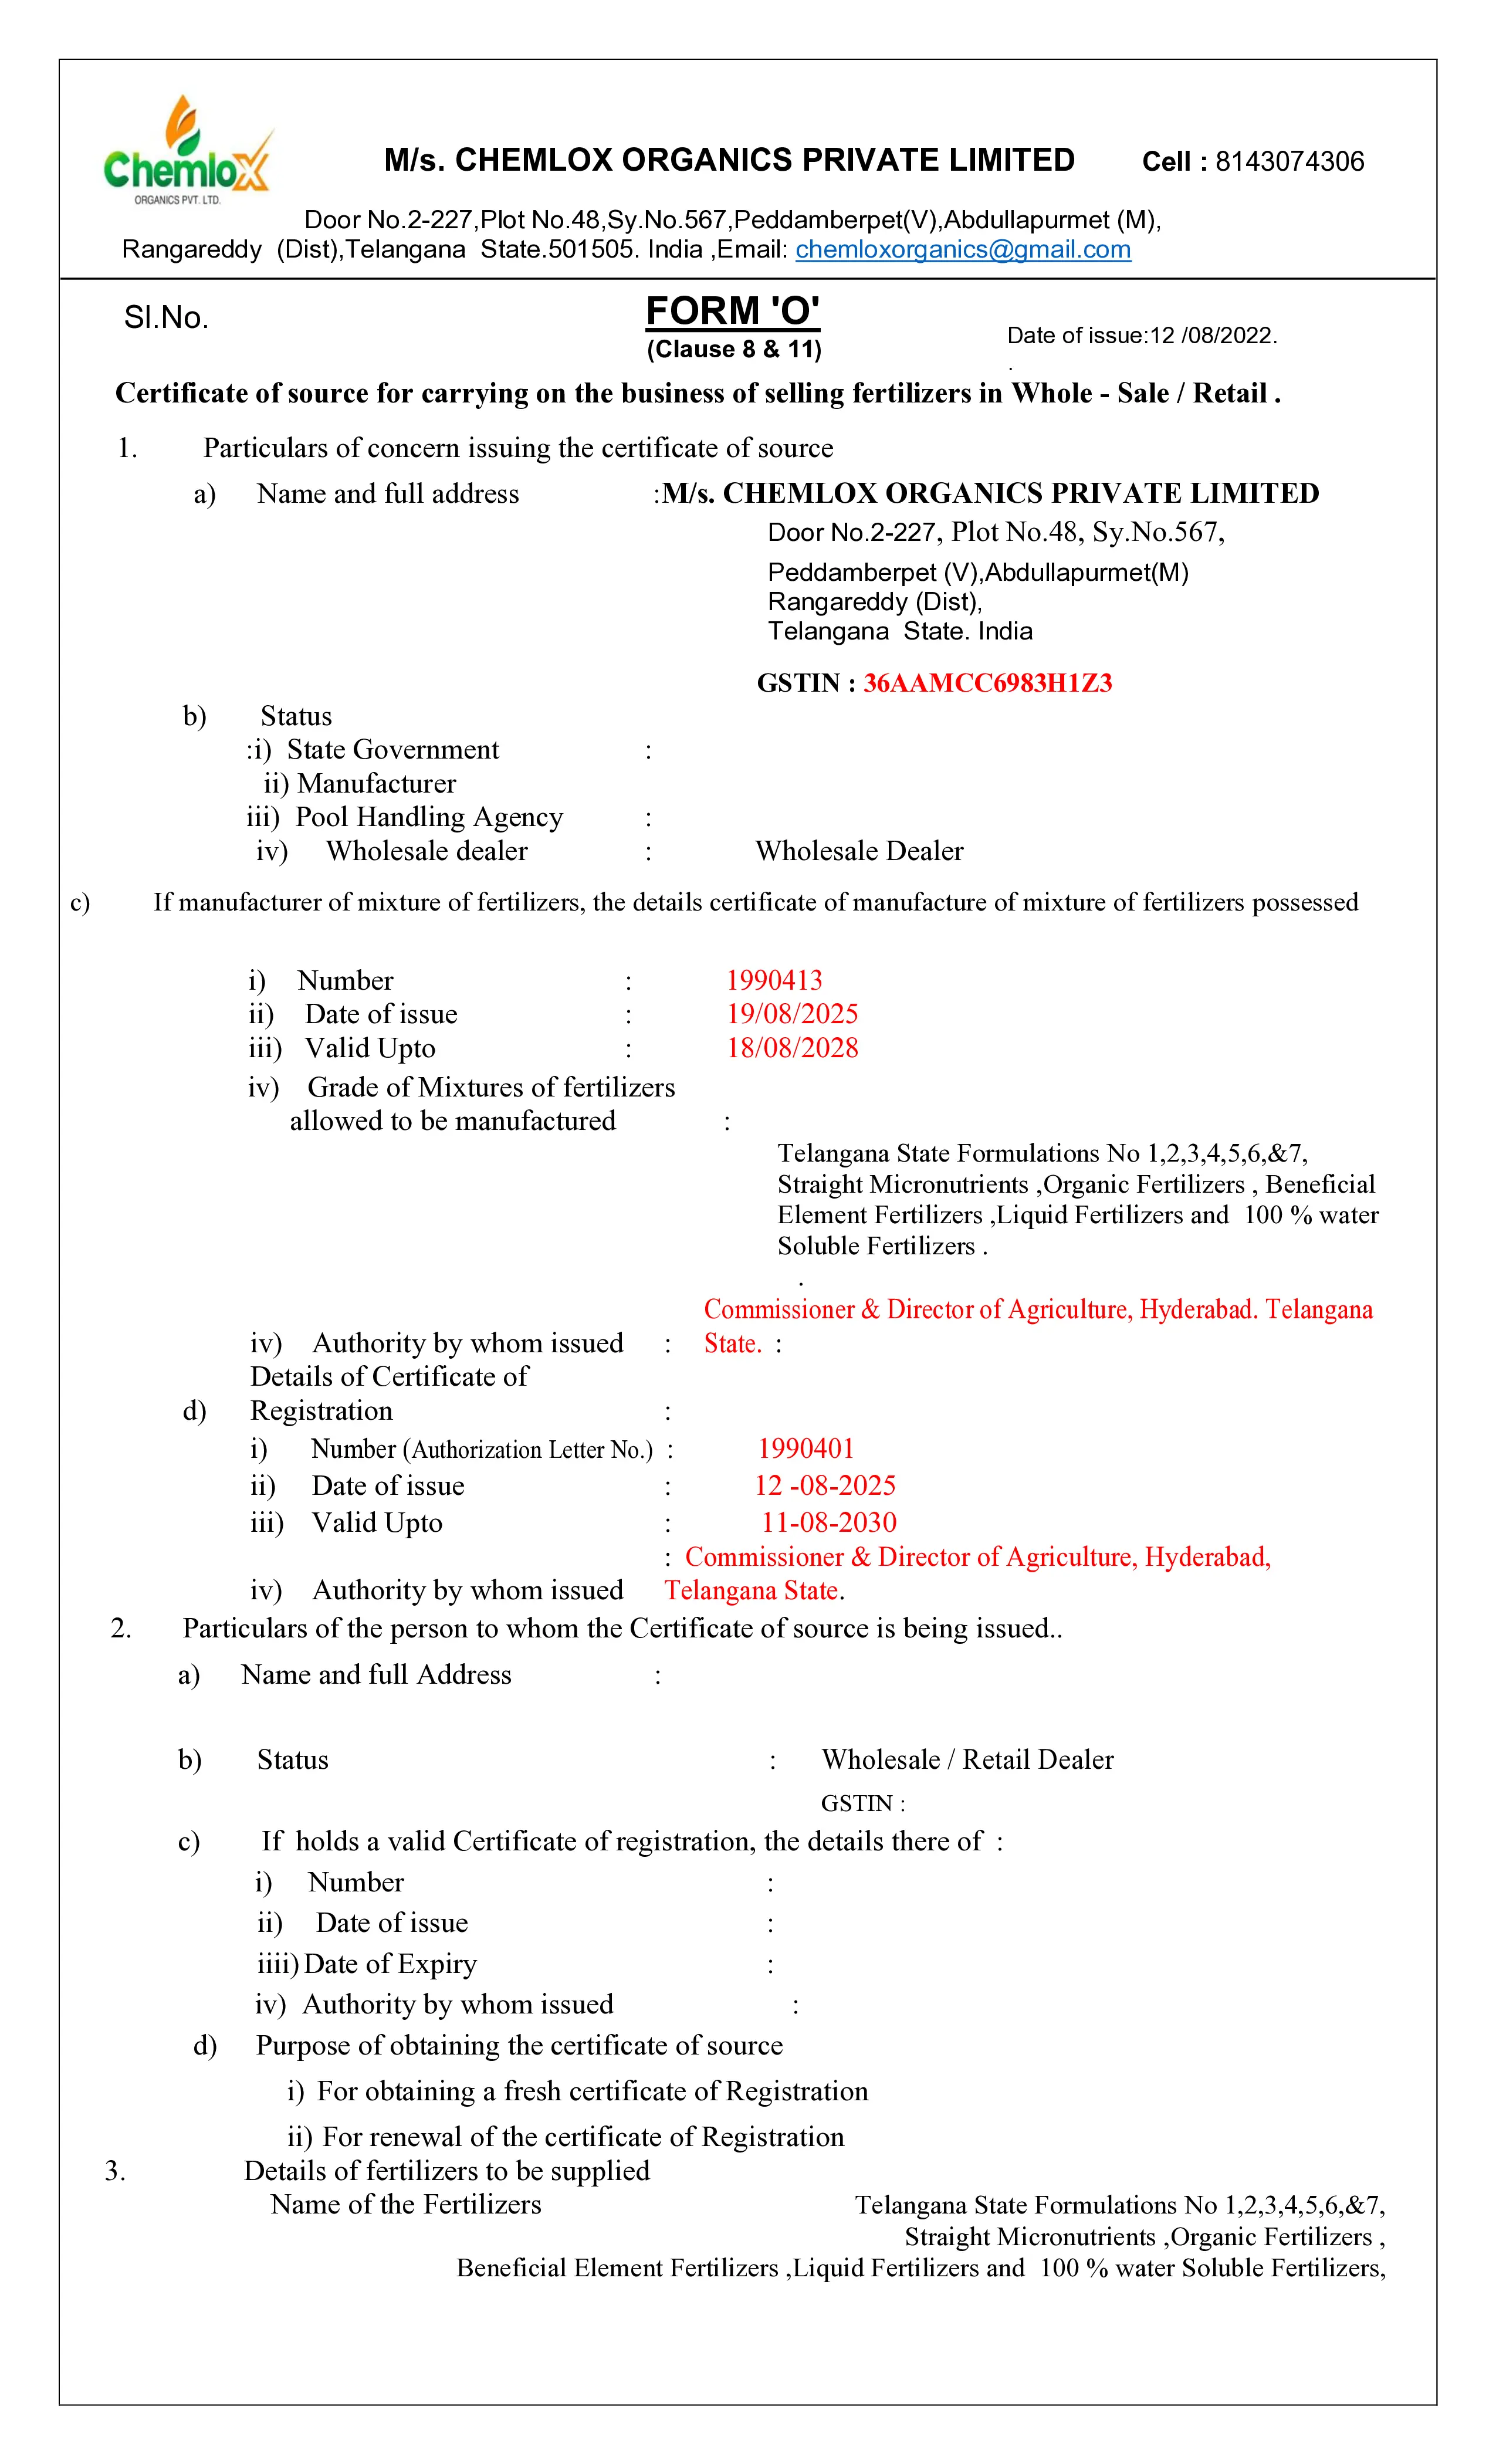 Chemlox
ORGANICS PVT. LTD.
M/s. CHEMLOX ORGANICS PRIVATE LIMITED Cell : 8143074306
Door No.2-227,Plot No.48,Sy.No.567,Peddamberpet(V),Abdullapurmet (M),
Rangareddy (Dist),Telangana State.501505. India ,Email: chemloxorganics@gmail.com
Sl.No. FORM 'O'
(Clause 8 & 11) Date of issue:12 /08/2022.
.
Certificate of source for carrying on the business of selling fertilizers in Whole - Sale / Retail .
1. Particulars of concern issuing the certificate of source
a) Name and full address :M/s. CHEMLOX ORGANICS PRIVATE LIMITED
Door No.2-227, Plot No.48, Sy.No.567,
Peddamberpet (V),Abdullapurmet(M)
Rangareddy (Dist),
Telangana State. India
GSTIN : 36AAMCC6983H1Z3
b) Status
:i) State Government :
ii) Manufacturer
iii) Pool Handling Agency :
iv) Wholesale dealer : Wholesale Dealer
c) If manufacturer of mixture of fertilizers, the details certificate of manufacture of mixture of fertilizers possessed
i) Number : 1990413
ii) Date of issue : 19/08/2025
iii) Valid Upto : 18/08/2028
iv) Grade of Mixtures of fertilizers
allowed to be manufactured :
Telangana State Formulations No 1,2,3,4,5,6,&7,
Straight Micronutrients ,Organic Fertilizers , Beneficial
Element Fertilizers ,Liquid Fertilizers and 100 % water
Soluble Fertilizers .
.
Commissioner & Director of Agriculture, Hyderabad. Telangana
iv) Authority by whom issued : State. :
Details of Certificate of
d) Registration :
i) Number (Authorization Letter No.) : 1990401
ii) Date of issue : 12 -08-2025
iii) Valid Upto : 11-08-2030
: Commissioner & Director of Agriculture, Hyderabad,
iv) Authority by whom issued Telangana State.
2. Particulars of the person to whom the Certificate of source is being issued..
a) Name and full Address :
b) Status : Wholesale / Retail Dealer
GSTIN :
c) If holds a valid Certificate of registration, the details there of :
i) Number :
ii) Date of issue :
iiii) Date of Expiry :
iv) Authority by whom issued :
d) Purpose of obtaining the certificate of source
i) For obtaining a fresh certificate of Registration
ii) For renewal of the certificate of Registration
3. Details of fertilizers to be supplied
Name of the Fertilizers Telangana State Formulations No 1,2,3,4,5,6,&7,
Straight Micronutrients ,Organic Fertilizers ,
Beneficial Element Fertilizers ,Liquid Fertilizers and 100 % water Soluble Fertilizers,